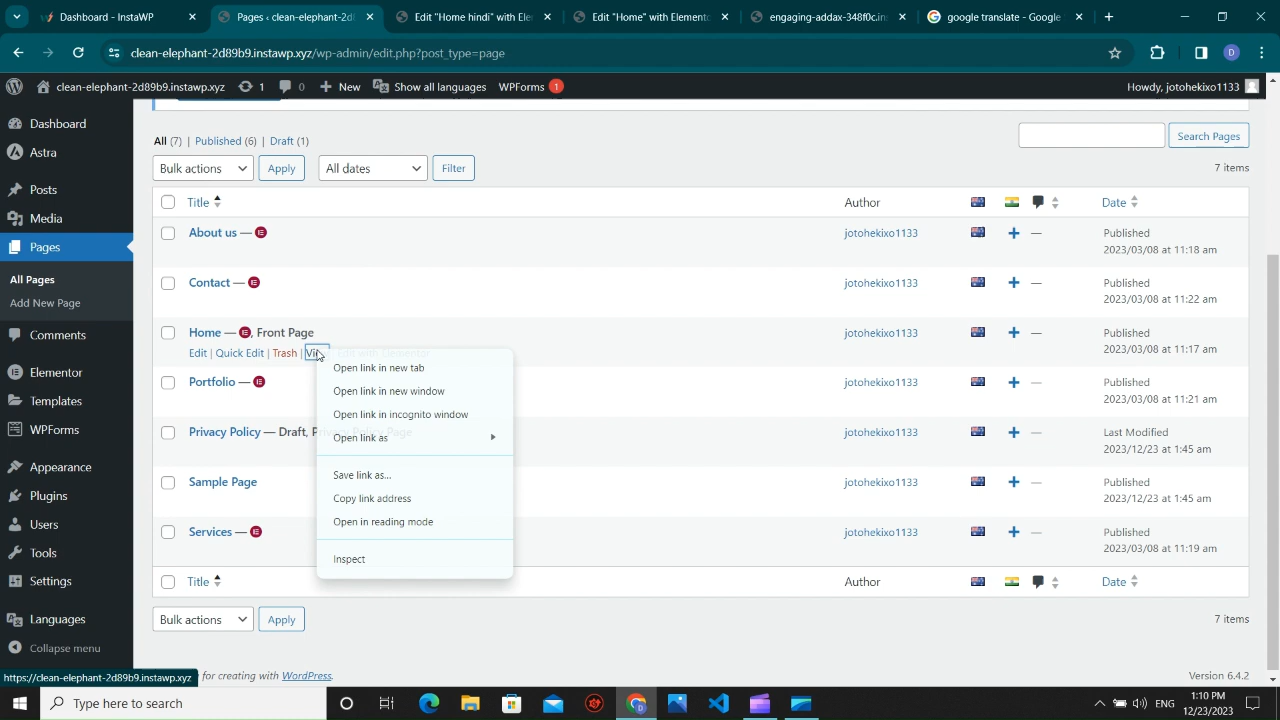 Dashboard - InstaWP
Pages ‹ clean-elephant-2d
Edit "Home hindi" with Ele
Edit "Home" with Elemento
engaging-addax-348f0c.in
google translate - Google
clean-elephant-2d89b9.instawp.xyz/wp-admin/edit.php?post_type=page
D
clean-elephant-2d89b9.instawp.xyz 1 0 New Show all languages WPForms 1 Howdy, jotohekixo1133
Dashboard
Astra
Posts
Media
Pages
All Pages
Add New Page
Comments
Elementor
Templates
WPForms
Appearance
Plugins
Users
Tools
Settings
Languages
Collapse menu
All (7) | Published (6) | Draft (1)
Search Pages
Bulk actions Apply All dates Filter 7 items
Title Author Date
About us — jotohekixo1133 + — Published
2023/03/08 at 11:18 am
Contact — jotohekixo1133 + — Published
2023/03/08 at 11:22 am
Home — , Front Page jotohekixo1133 + — Published
2023/03/08 at 11:17 am
Edit | Quick Edit | Trash | Edit with Elementor
Portfolio — jotohekixo1133 + — Published
2023/03/08 at 11:21 am
Privacy Policy — Draft, Privacy Policy Page jotohekixo1133 + — Last Modified
2023/12/23 at 1:45 am
Sample Page jotohekixo1133 + — Published
2023/12/23 at 1:45 am
Services — jotohekixo1133 + — Published
2023/03/08 at 11:19 am
Title Author Date
Bulk actions Apply 7 items
Open link in new tab
Open link in new window
Open link in incognito window
Open link as
Save link as...
Copy link address
Open in reading mode
Inspect
https://clean-elephant-2d89b9.instawp.xyz
for creating with WordPress.
Version 6.4.2
Type here to search
ENG
1:10 PM
12/23/2023